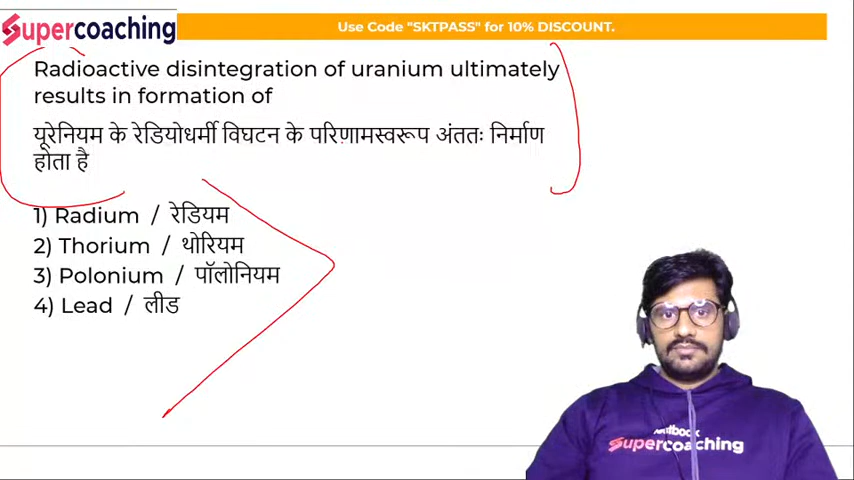 Supercoaching
Use Code "SKTPASS" for 10% DISCOUNT.
Radioactive disintegration of uranium ultimately
results in formation of
यूरेनियम के रेडियोधर्मी विघटन के परिणामस्वरूप अंततः निर्माण
होता है
1) Radium / रेडियम
2) Thorium / थोरियम
3) Polonium / पॉलोनियम
4) Lead / लीड
Supercoaching